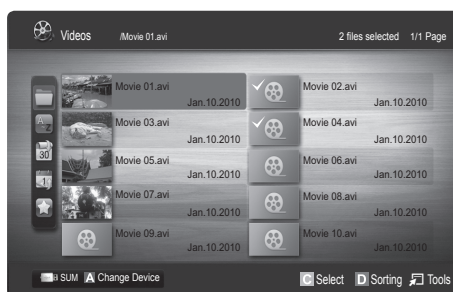 Videos /Movie 01.avi 2 files selected 1/1 Page
Movie 01.avi Movie 02.avi
Jan.10.2010 Jan.10.2010
Movie 03.avi Movie 04.avi
Jan.10.2010 Jan.10.2010
Movie 05.avi Movie 06.avi
Jan.10.2010 Jan.10.2010
Movie 07.avi Movie 08.avi
Jan.10.2010 Jan.10.2010
Movie 09.avi Movie 10.avi
Jan.10.2010 Jan.10.2010
SUM A Change Device C Select D Sorting Tools